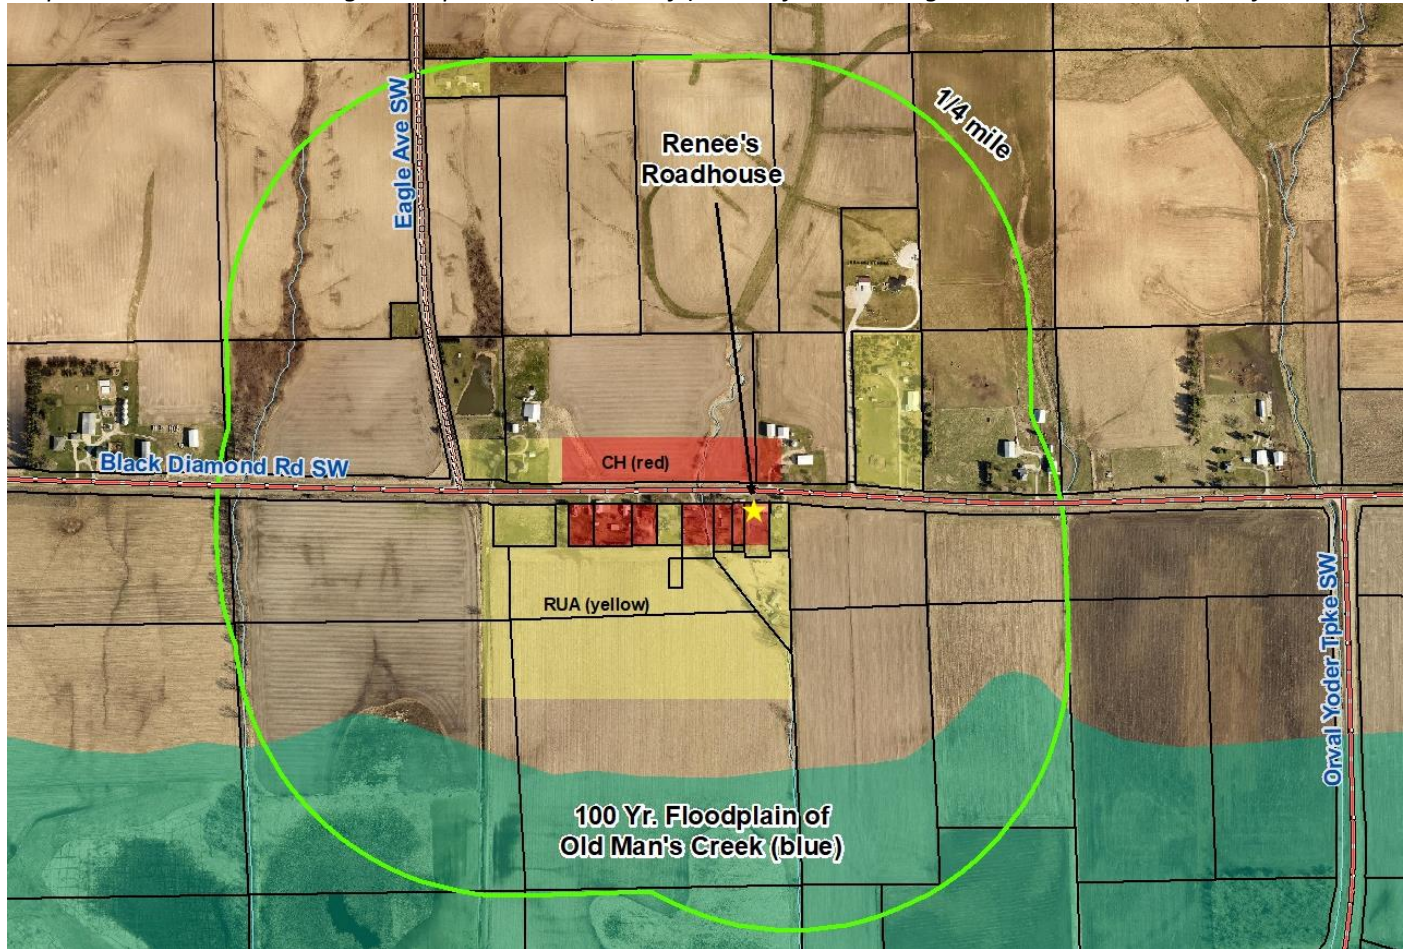 Eagle Ave SW
1/4 mile
Renee's
Roadhouse
Black Diamond Rd SW
CH (red)
RUA (yellow)
Orval Yoder Tpke SW
100 Yr. Floodplain of
Old Man's Creek (blue)